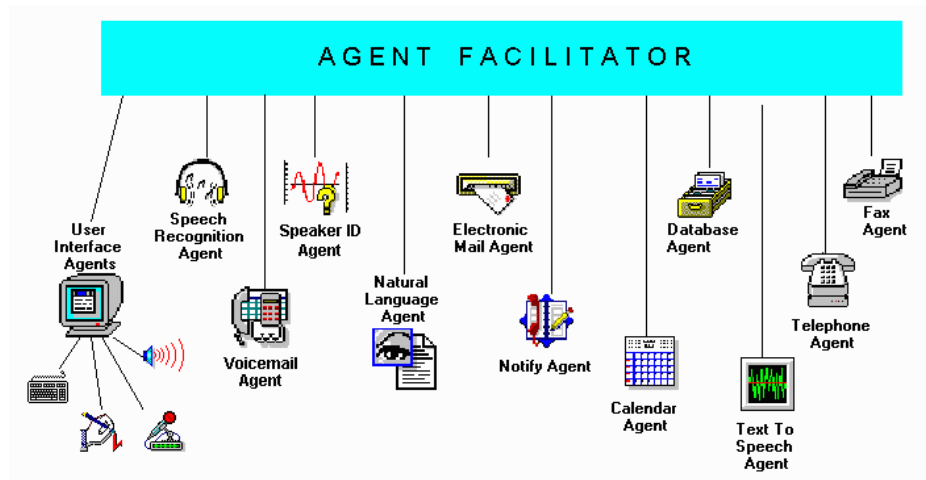 AGENT FACILITATOR
User
Interface
Agents
Speech
Recognition
Agent
Voicemail
Agent
Speaker ID
Agent
Natural
Language
Agent
Electronic
Mail Agent
Notify Agent
Calendar
Agent
Database
Agent
Text To
Speech
Agent
Telephone
Agent
Fax
Agent